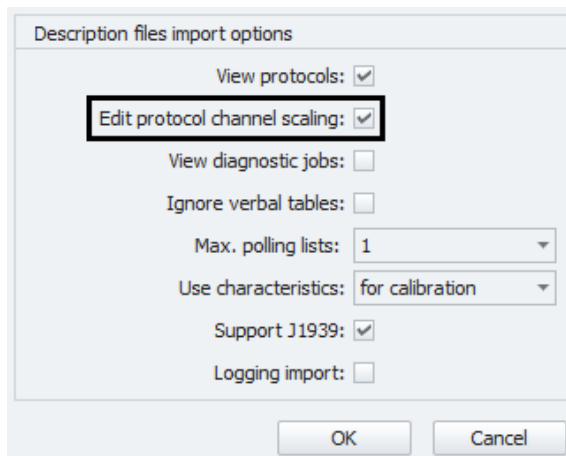 Description files import options
View protocols:
Edit protocol channel scaling:
View diagnostic jobs:
Ignore verbal tables:
Max. polling lists: 1
Use characteristics: for calibration
Support J1939:
Logging import:
OK Cancel